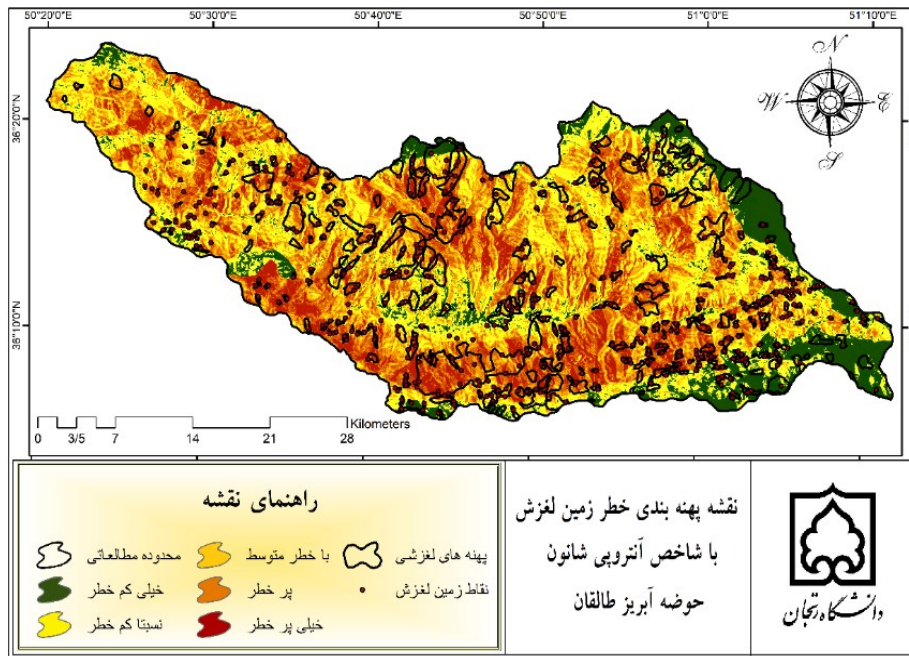 50°20'0"E 50°30'0"E 50°40'0"E 50°50'0"E 51°0'0"E 51°10'0"E
36°20'0"N
36°10'0"N
N
W E
S
Kilometers
0 3/5 7 14 21 28
راهنمای نقشه
پهنه های لغزشی
نقاط زمین لغزش
با خطر متوسط
پر خطر
خیلی پر خطر
محدوده مطالعاتی
خیلی کم خطر
نسبتا کم خطر
نقشه پهنه بندی خطر زمین لغزش
با شاخص آنتروپی شانون
حوضه آبریز طالقان
دانشگاه زنجان